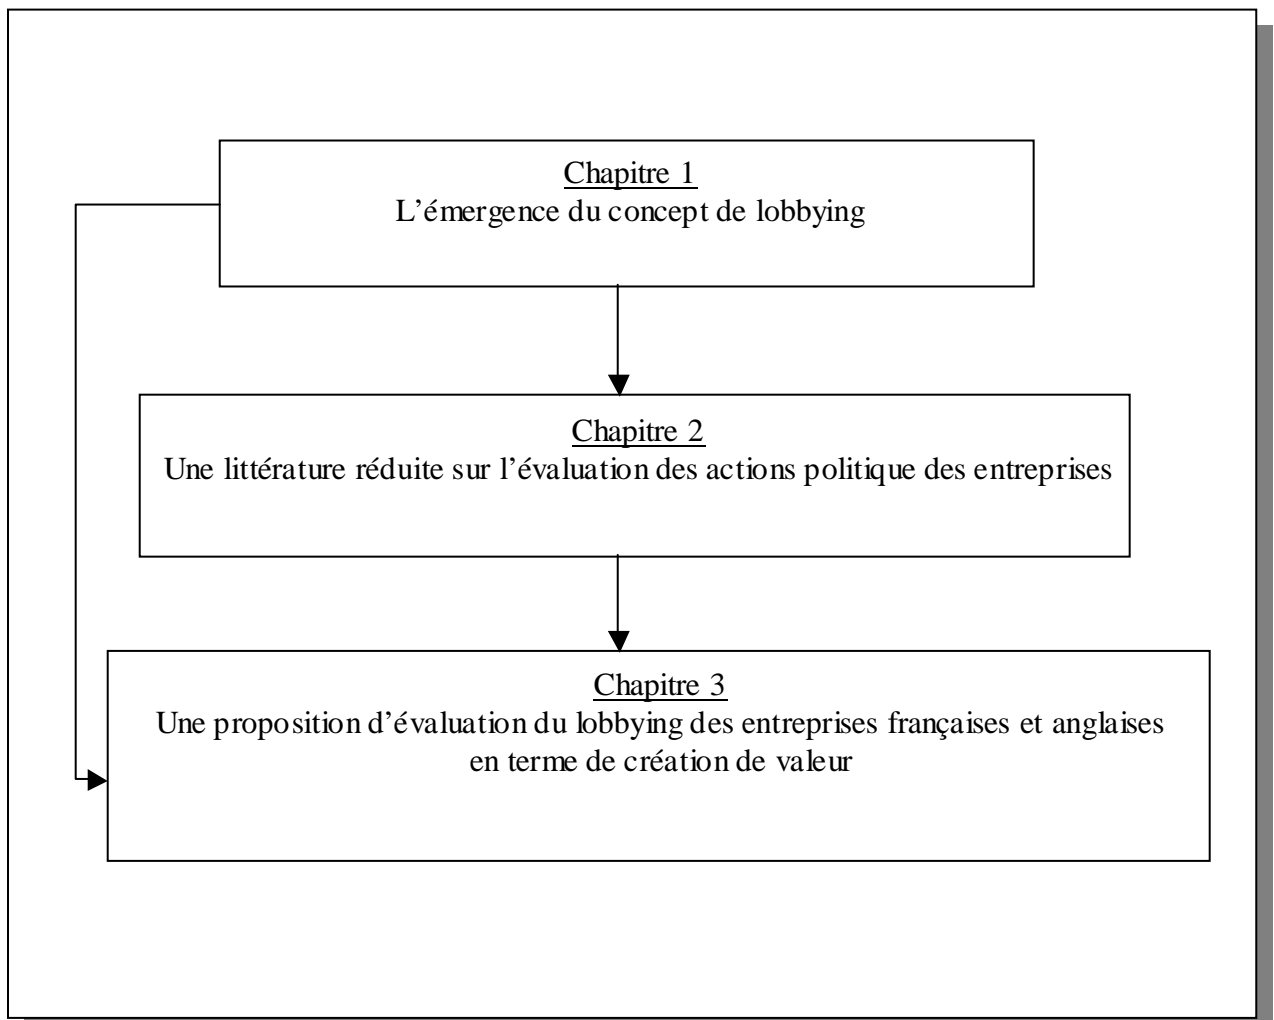 Chapitre 1
L’émergence du concept de lobbying
Chapitre 2
Une littérature réduite sur l’évaluation des actions politique des entreprises
Chapitre 3
Une proposition d’évaluation du lobbying des entreprises françaises et anglaises
en terme de création de valeur